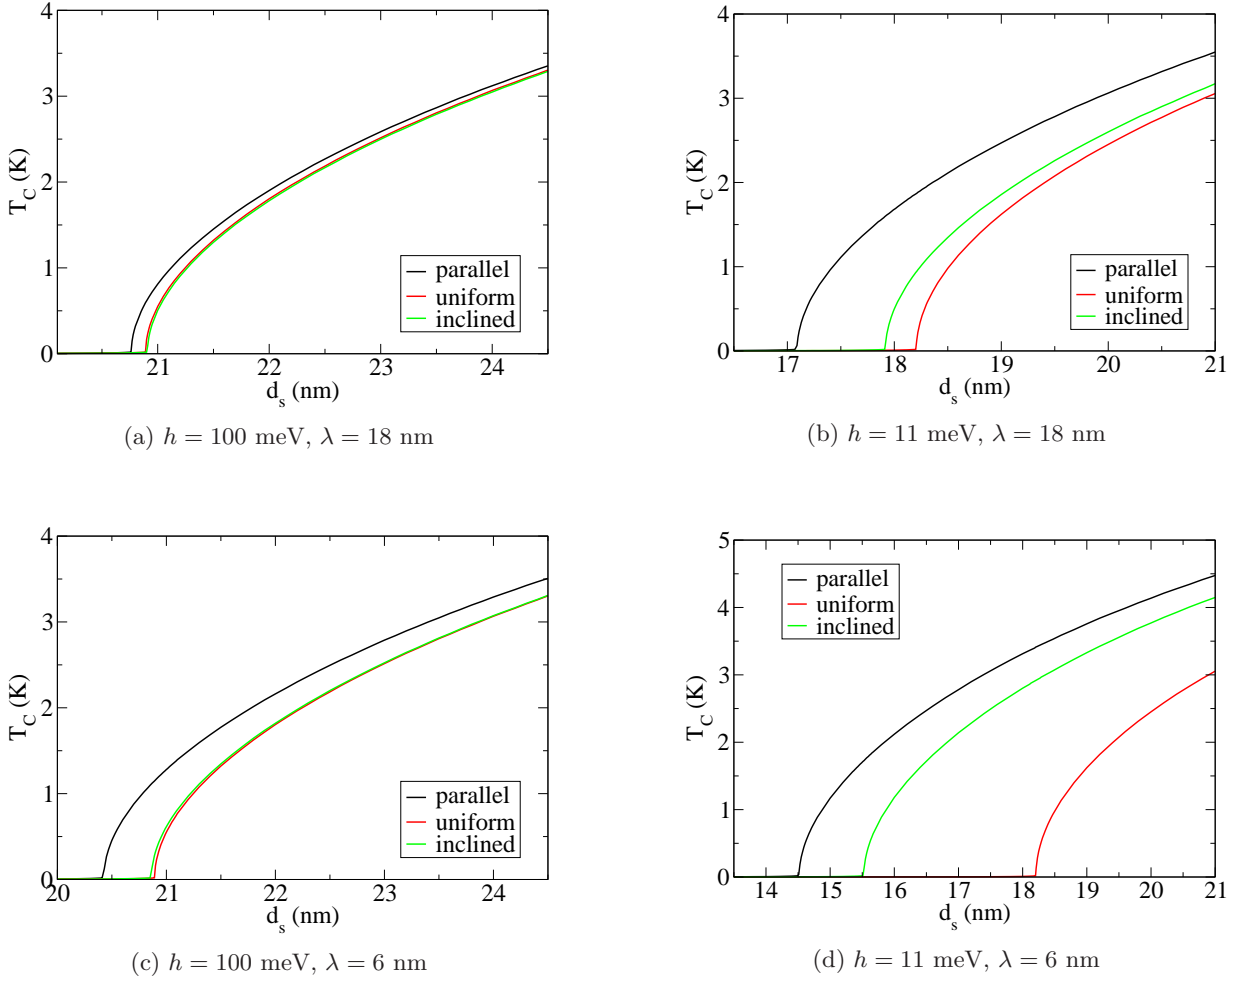 4
3
2
1
0
T_C (K)
21
22
23
24
d_s (nm)
parallel
uniform
inclined
(a) h = 100 meV, λ = 18 nm
4
3
2
1
0
T_C (K)
17
18
19
20
21
d_s (nm)
parallel
uniform
inclined
(b) h = 11 meV, λ = 18 nm
4
3
2
1
0
T_C (K)
20
21
22
23
24
d_s (nm)
parallel
uniform
inclined
(c) h = 100 meV, λ = 6 nm
5
4
3
2
1
0
T_C (K)
14
15
16
17
18
19
20
21
d_s (nm)
parallel
uniform
inclined
(d) h = 11 meV, λ = 6 nm